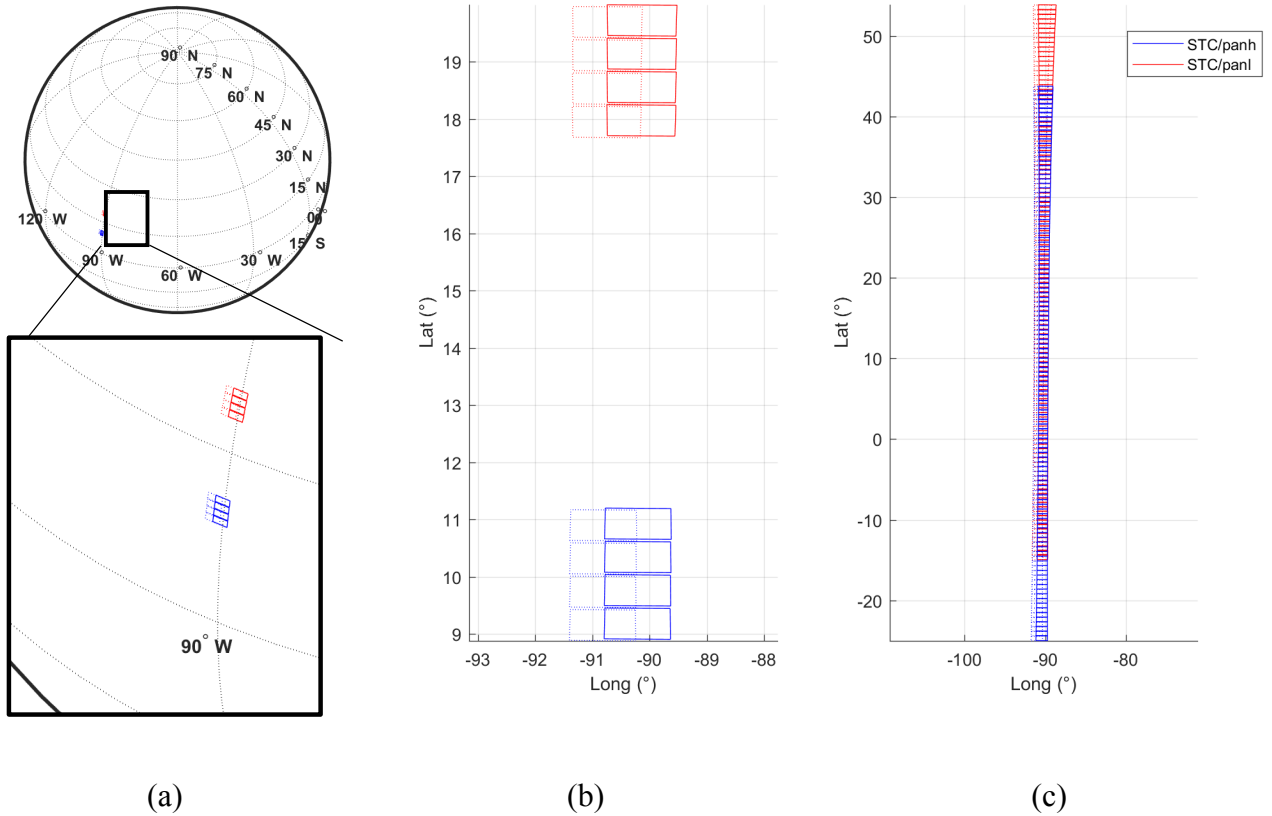 90° N
75° N
60° N
45° N
30° N
15° N
0°
0°
15° S
120° W
90° W
60° W
30° W
90° W
19
18
17
16
15
14
13
12
11
10
9
Lat (°)
-93 -92 -91 -90 -89 -88
Long (°)
50
40
30
20
10
0
-10
-20
Lat (°)
-100 -90 -80
Long (°)
STC/panh
STC/panl
(a) (b) (c)